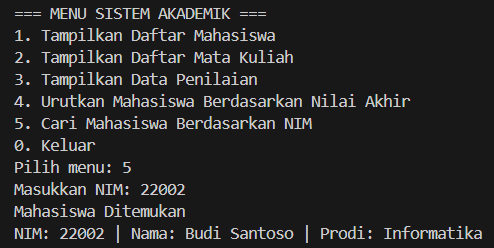 === MENU SISTEM AKADEMIK ===
1. Tampilkan Daftar Mahasiswa
2. Tampilkan Daftar Mata Kuliah
3. Tampilkan Data Penilaian
4. Urutkan Mahasiswa Berdasarkan Nilai Akhir
5. Cari Mahasiswa Berdasarkan NIM
0. Keluar
Pilih menu: 5
Masukkan NIM: 22002
Mahasiswa Ditemukan
NIM: 22002 | Nama: Budi Santoso | Prodi: Informatika